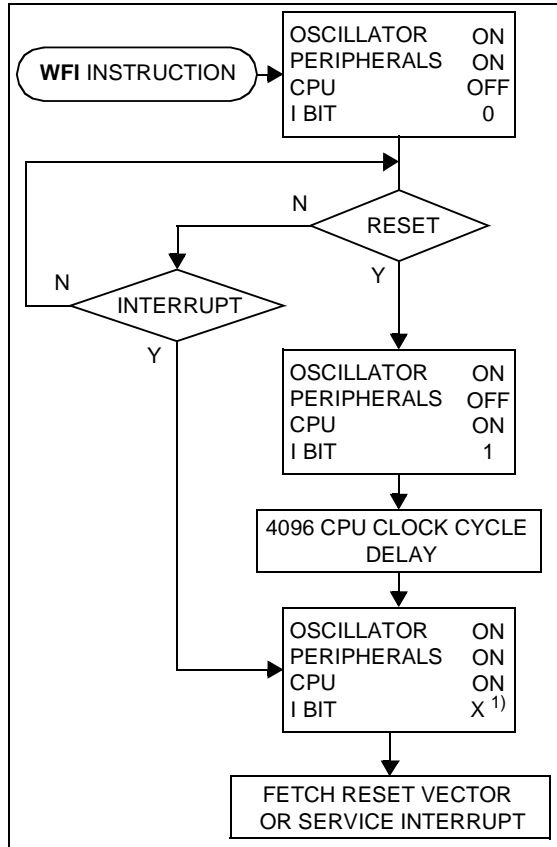 WFI INSTRUCTION
OSCILLATOR ON
PERIPHERALS ON
CPU OFF
I BIT 0
N
RESET
Y
N
INTERRUPT
Y
OSCILLATOR ON
PERIPHERALS OFF
CPU ON
I BIT 1
4096 CPU CLOCK CYCLE
DELAY
OSCILLATOR ON
PERIPHERALS ON
CPU ON
I BIT X 1)
FETCH RESET VECTOR
OR SERVICE INTERRUPT